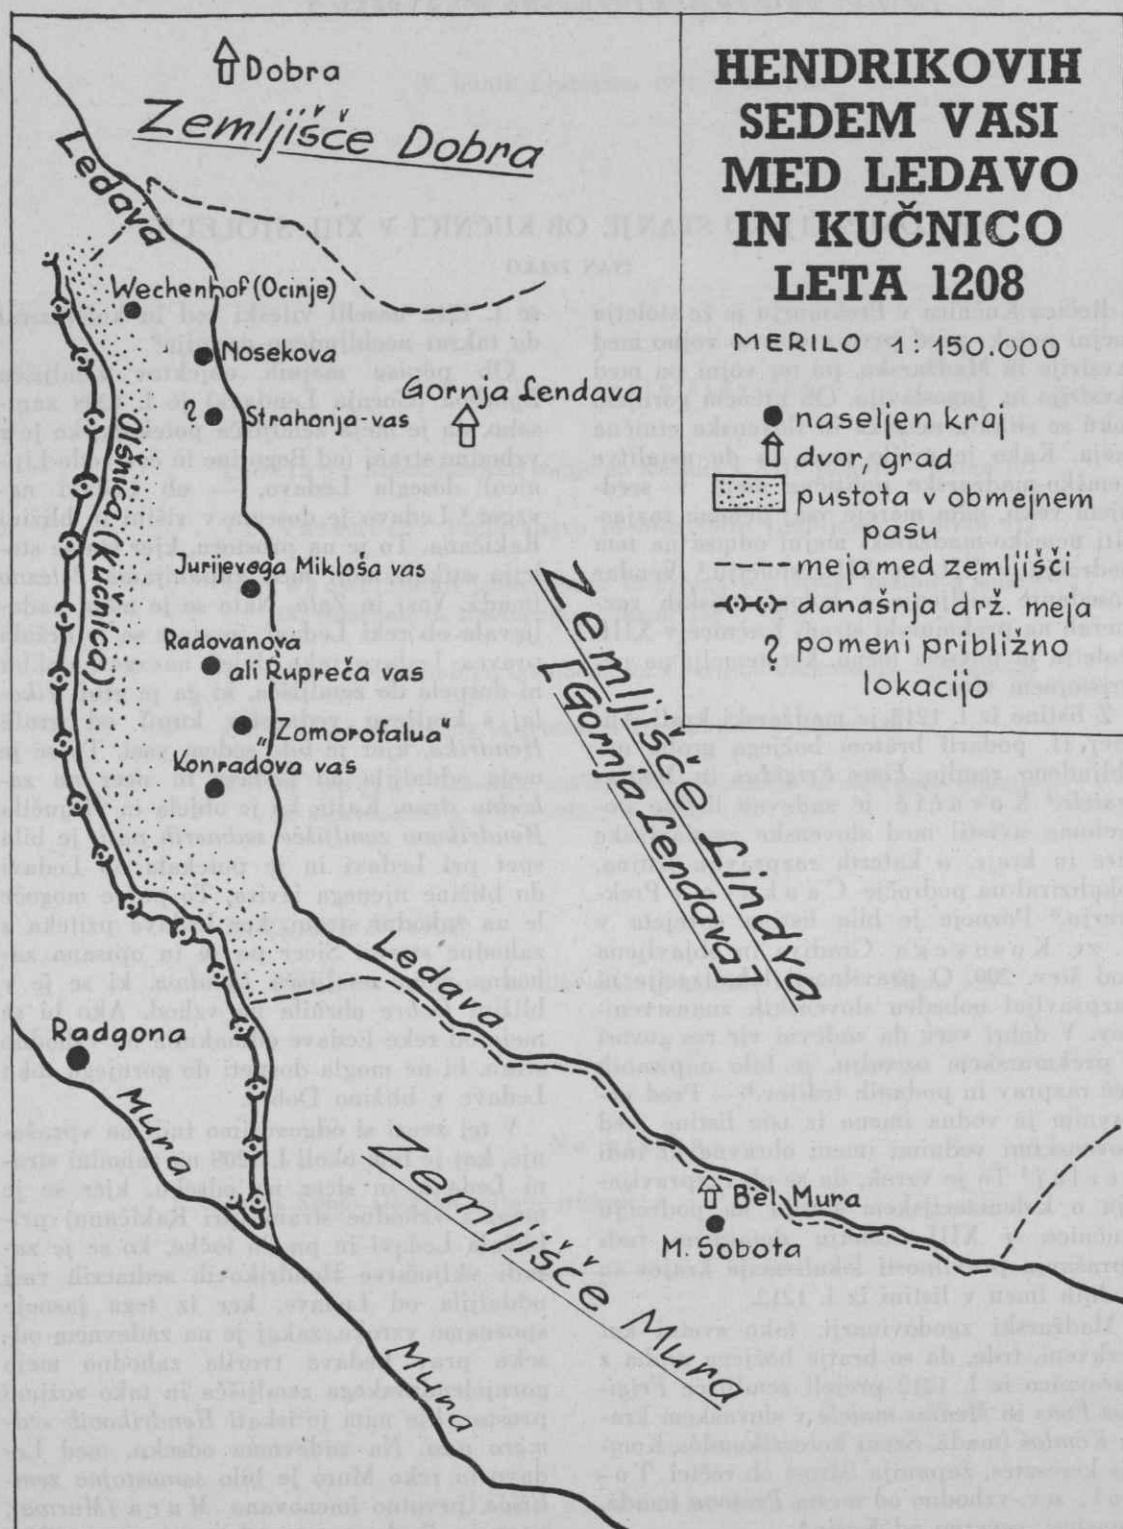 HENDRIKOVIH
SEDEM VASI
MED LEDAVO
IN KUČNICO
LETA 1208
MERILO 1:150.000
naseljen kraj
dvor, grad
pustota v obmejnem
pasu
meja med zemljišči
današnja drž. meja
? pomeni približno
lokacijo
Dobra
Zemljišče Dobra
Ledava
Wechenhof (Ocinje)
Nosekova
? Strahonja-vas
Gornja Lendava
Olšnica (Kučnica)
Jurijevega Mikloša vas
Radovanova
ali Rupreča vas
"Zomorofalua"
Konradova vas
Zemljišče Lindva
[Gornja Lendava]
Ledava
Radgona
Mura
Bel Mura
M. Sobota
Zemljišče Mura
Mura